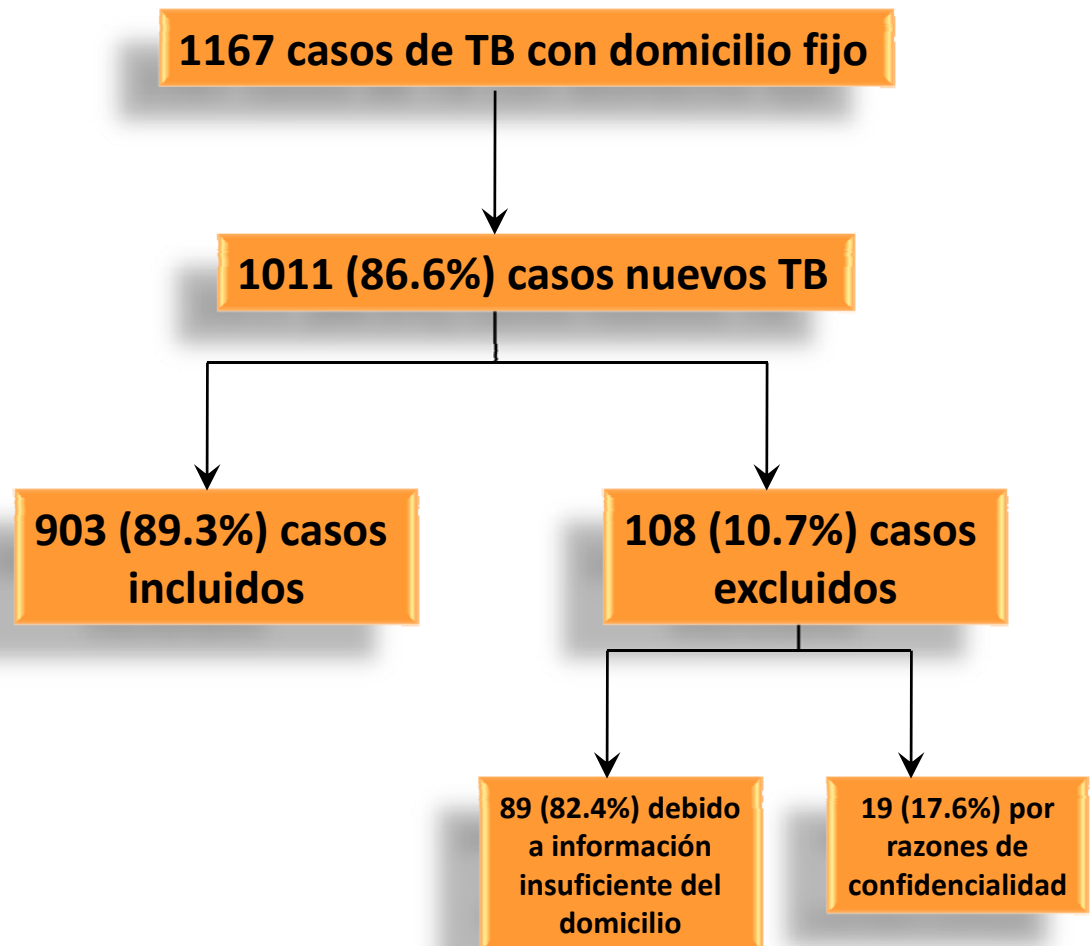 1167 casos de TB con domicilio fijo
1011 (86.6%) casos nuevos TB
903 (89.3%) casos
incluidos
108 (10.7%) casos
excluidos
89 (82.4%) debido
a información
insuficiente del
domicilio
19 (17.6%) por
razones de
confidencialidad